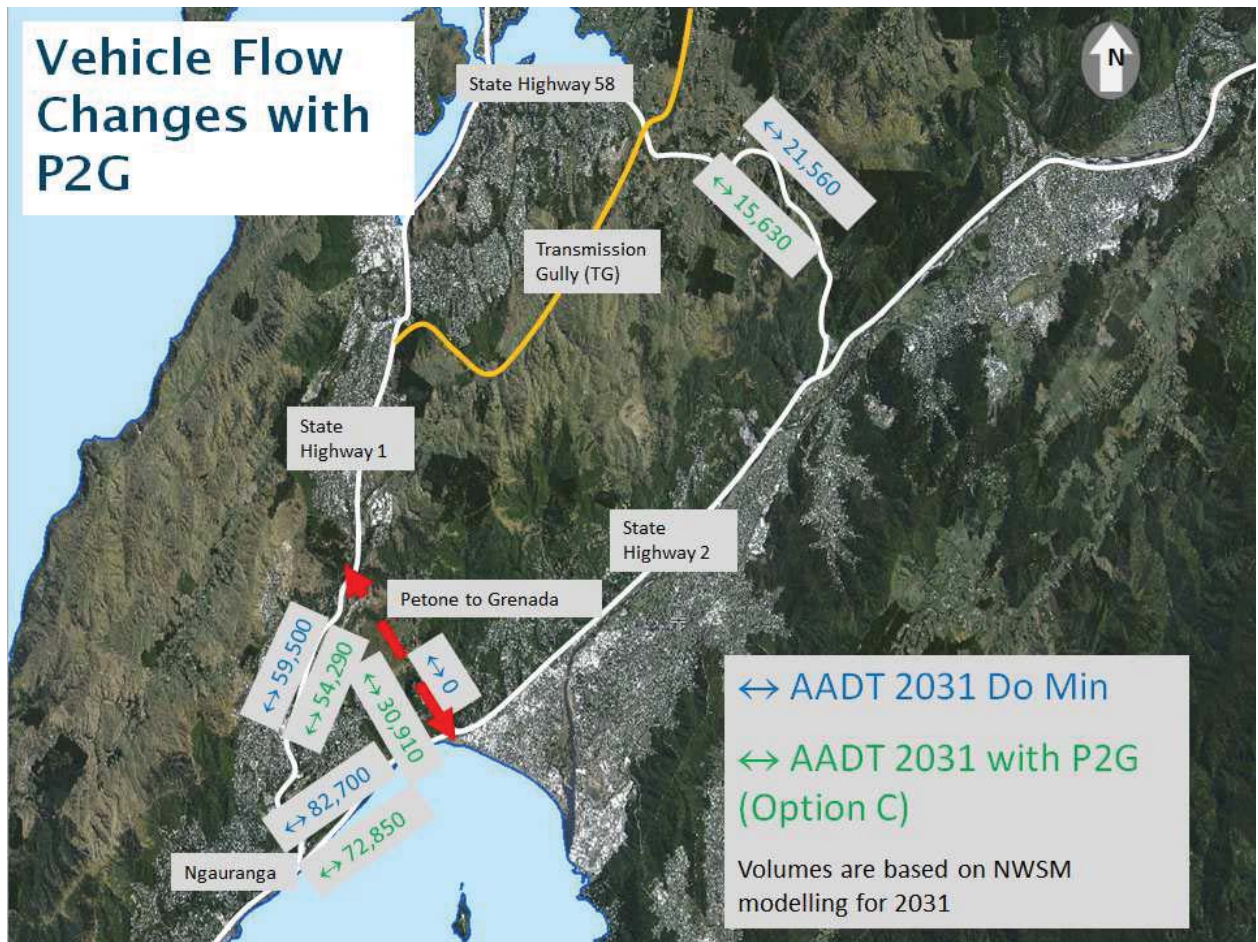 Vehicle Flow
Changes with
P2G
N
State Highway 58
↔ 21,560
↔ 15,630
Transmission
Gully (TG)
State
Highway 1
State
Highway 2
Petone to Grenada
↔ 0
↔ 59,500
↔ 54,290
↔ 30,910
↔ 82,700
↔ 72,850
Ngauranga
↔ AADT 2031 Do Min
↔ AADT 2031 with P2G
(Option C)
Volumes are based on NWSM
modelling for 2031